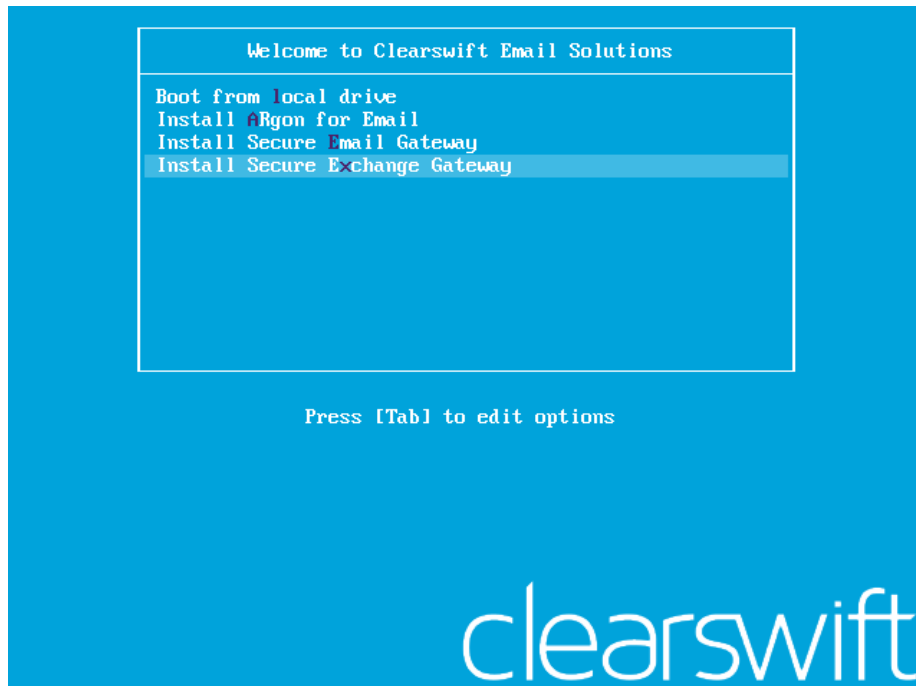 Welcome to Clearswift Email Solutions
Boot from local drive
Install ARgon for Email
Install Secure Email Gateway
Install Secure Exchange Gateway
Press [Tab] to edit options
clearswift